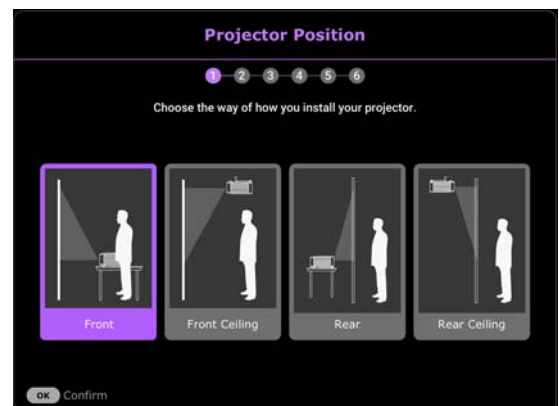 Projector Position
1 2 3 4 5 6
Choose the way of how you install your projector.
Front Front Ceiling Rear Rear Ceiling
OK Confirm